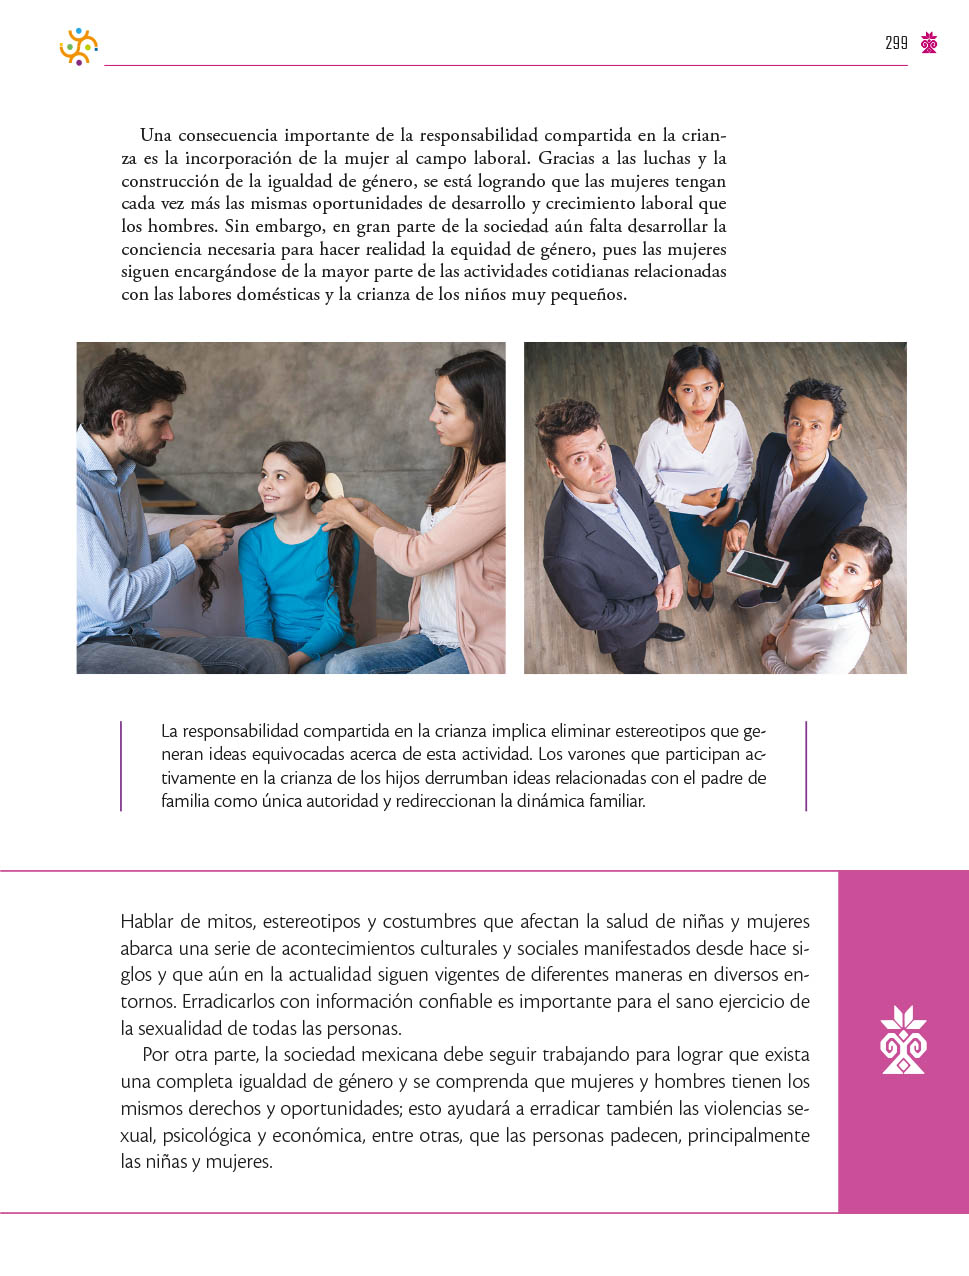 299
Una consecuencia importante de la responsabilidad compartida en la crian-
za es la incorporación de la mujer al campo laboral. Gracias a las luchas y la
construcción de la igualdad de género, se está logrando que las mujeres tengan
cada vez más las mismas oportunidades de desarrollo y crecimiento laboral que
los hombres. Sin embargo, en gran parte de la sociedad aún falta desarrollar la
conciencia necesaria para hacer realidad la equidad de género, pues las mujeres
siguen encargándose de la mayor parte de las actividades cotidianas relacionadas
con las labores domésticas y la crianza de los niños muy pequeños.
La responsabilidad compartida en la crianza implica eliminar estereotipos que ge-
neran ideas equivocadas acerca de esta actividad. Los varones que participan ac-
tivamente en la crianza de los hijos derrumban ideas relacionadas con el padre de
familia como única autoridad y redireccionan la dinámica familiar.
Hablar de mitos, estereotipos y costumbres que afectan la salud de niñas y mujeres
abarca una serie de acontecimientos culturales y sociales manifestados desde hace si-
glos y que aún en la actualidad siguen vigentes de diferentes maneras en diversos en-
tornos. Erradicarlos con información confiable es importante para el sano ejercicio de
la sexualidad de todas las personas.
Por otra parte, la sociedad mexicana debe seguir trabajando para lograr que exista
una completa igualdad de género y se comprenda que mujeres y hombres tienen los
mismos derechos y oportunidades; esto ayudará a erradicar también las violencias se-
xual, psicológica y económica, entre otras, que las personas padecen, principalmente
las niñas y mujeres.